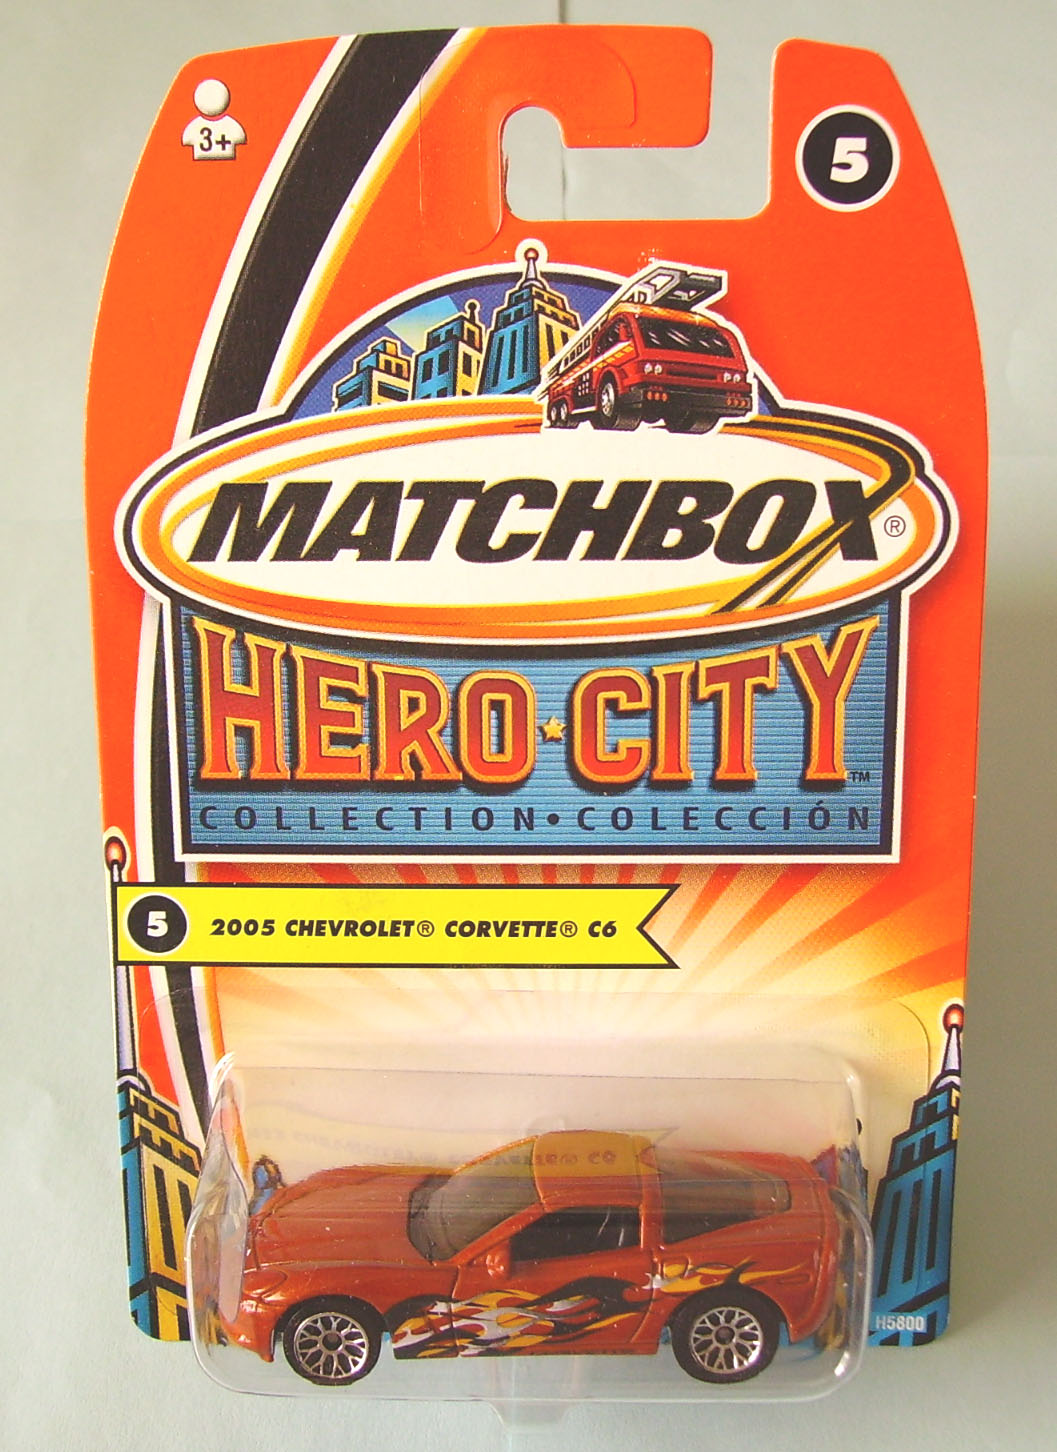 3+
5
MATCHBOX®
HERO★CITY™
COLLECTION•COLECCIÓN
5 2005 CHEVROLET® CORVETTE® C6
H5800